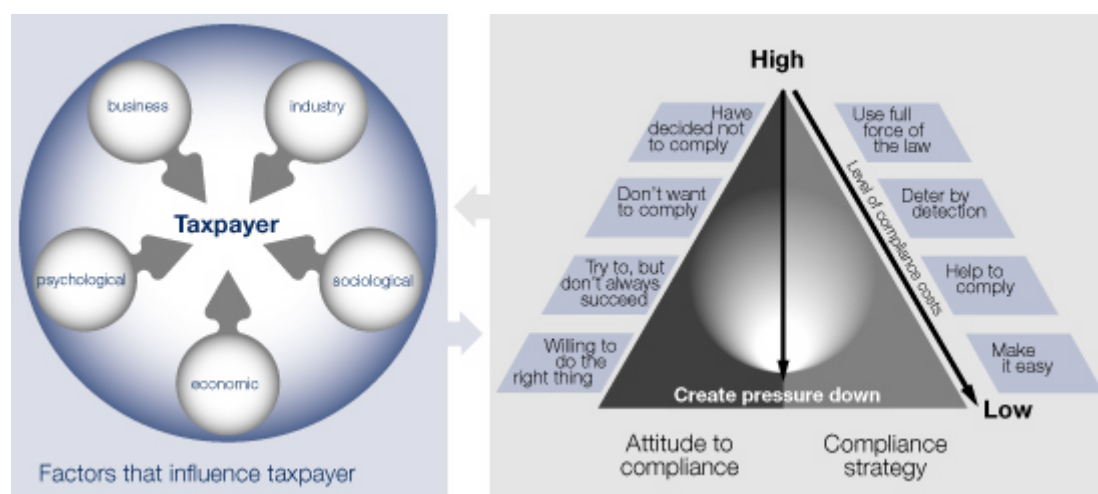 business
industry
Taxpayer
psychological
sociological
economic
Factors that influence taxpayer
High
Have
decided not
to comply
Use full
force of
the law
Don't want
to comply
Deter by
detection
Level of compliance costs
Try to, but
don't always
succeed
Help to
comply
Willing to
do the
right thing
Make
it easy
Create pressure down
Low
Attitude to
compliance
Compliance
strategy